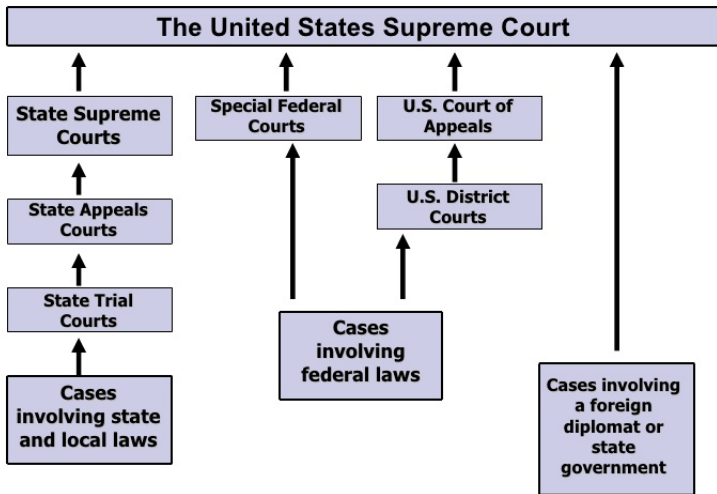 The United States Supreme Court
State Supreme
Courts
Special Federal
Courts
U.S. Court of
Appeals
State Appeals
Courts
U.S. District
Courts
State Trial
Courts
Cases
involving
federal laws
Cases
involving state
and local laws
Cases involving
a foreign
diplomat or
state
government